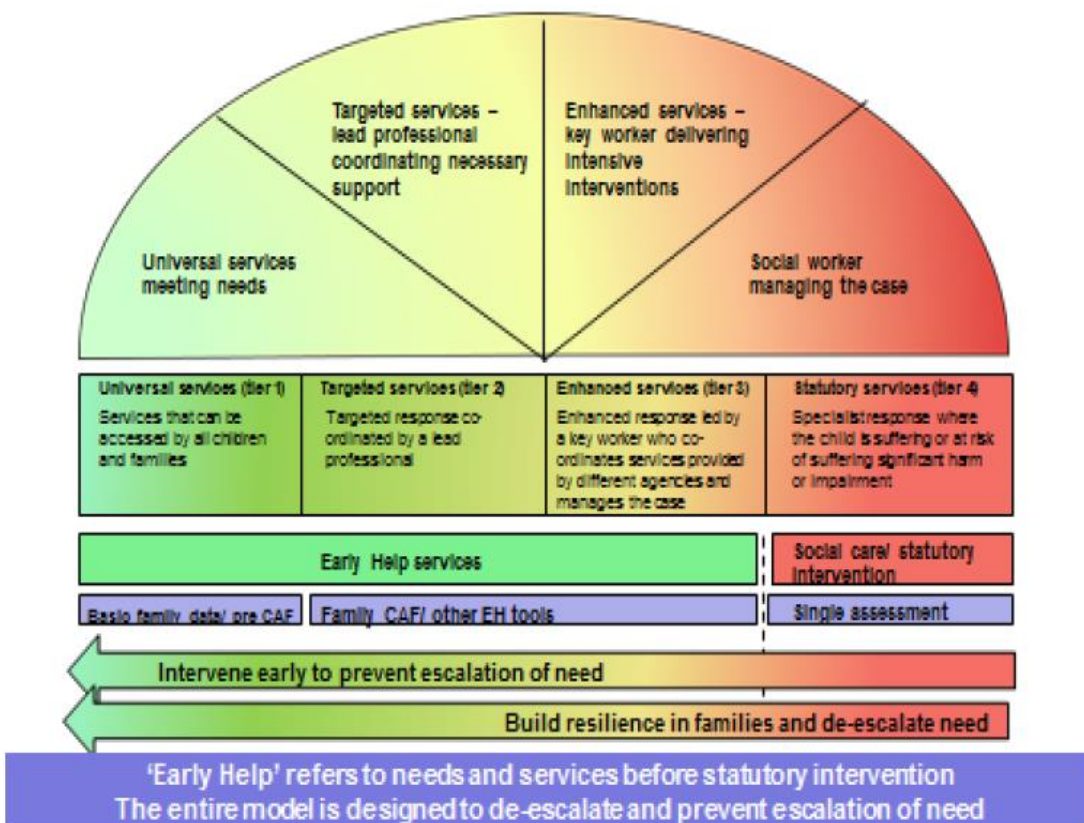 Targeted services –
lead professional
coordinating necessary
support
Enhanced services –
key worker delivering
intensive
interventions
Universal services
meeting needs
Social worker
managing the case
Universal services (tier 1)
Services that can be
accessed by all children
and families
Targeted services (tier 2)
Targeted response co-
ordinated by a lead
professional
Enhanced services (tier 3)
Enhanced response led by
a key worker who co-
ordinates services provided
by different agencies and
manages the case
Statutory services (tier 4)
Specialist response where
the child is suffering or at risk
of suffering significant harm
or impairment
Early Help services
Social care/ statutory
intervention
Basic family data/ pre CAF
Family CAF/ other EH tools
Single assessment
Intervene early to prevent escalation of need
Build resilience in families and de-escalate need
‘Early Help’ refers to needs and services before statutory intervention
The entire model is designed to de-escalate and prevent escalation of need